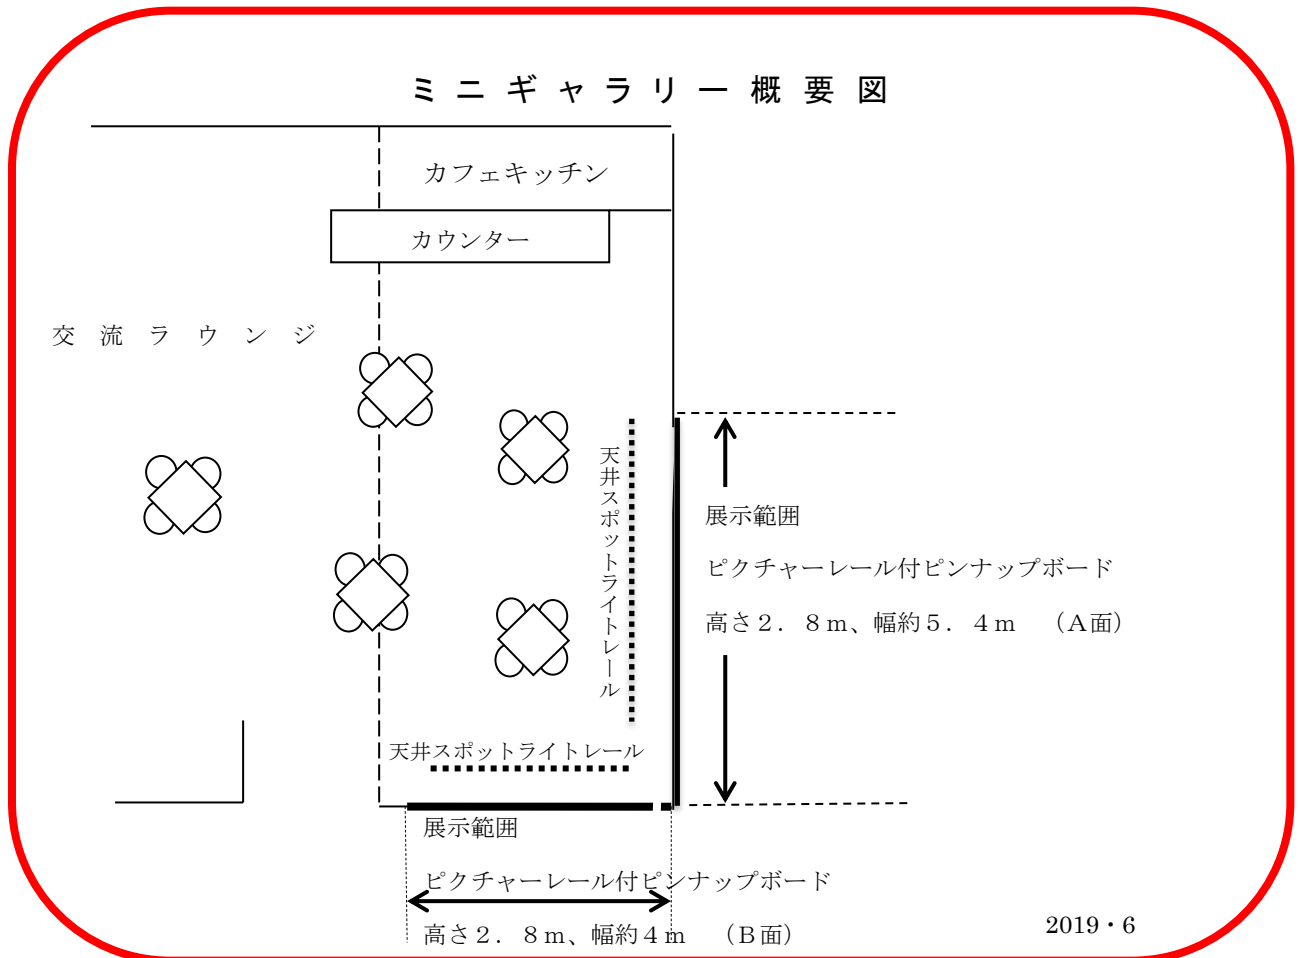 ミニギャラリー概要図
カフェキッチン
カウンター
交流ラウンジ
天井スポットライトレール
展示範囲
ピクチャーレール付ピンナップボード
高さ２．８ｍ、幅約５．４ｍ　（Ａ面）
天井スポットライトレール
展示範囲
ピクチャーレール付ピンナップボード
高さ２．８ｍ、幅約４ｍ　（Ｂ面）
2019・6